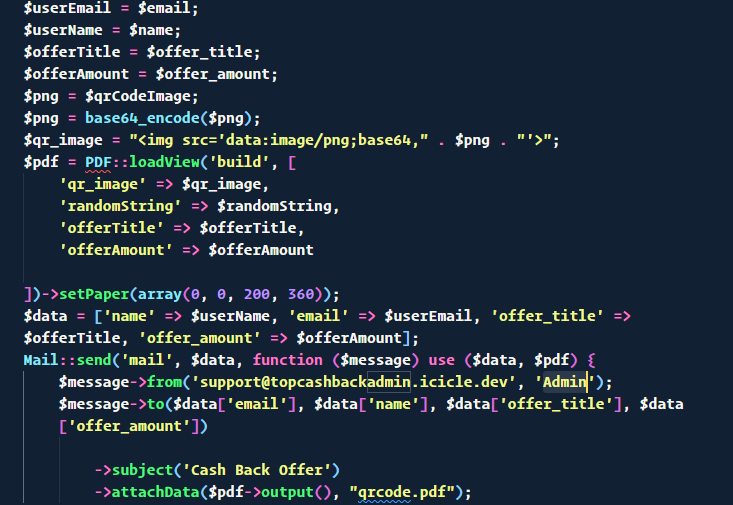 $userEmail = $email;
$userName = $name;
$offerTitle = $offer_title;
$offerAmount = $offer_amount;
$png = $qrCodeImage;
$png = base64_encode($png);
$qr_image = "<img src='data:image/png;base64," . $png . "'>";
$pdf = PDF::loadView('build', [
'qr_image' => $qr_image,
'randomString' => $randomString,
'offerTitle' => $offerTitle,
'offerAmount' => $offerAmount
])->setPaper(array(0, 0, 200, 360));
$data = ['name' => $userName, 'email' => $userEmail, 'offer_title' =>
$offerTitle, 'offer_amount' => $offerAmount];
Mail::send('mail', $data, function ($message) use ($data, $pdf) {
$message->from('support@topcashbackadmin.icicle.dev', 'Admin');
$message->to($data['email'], $data['name'], $data['offer_title'], $data
['offer_amount'])
->subject('Cash Back Offer')
->attachData($pdf->output(), "qrcode.pdf");